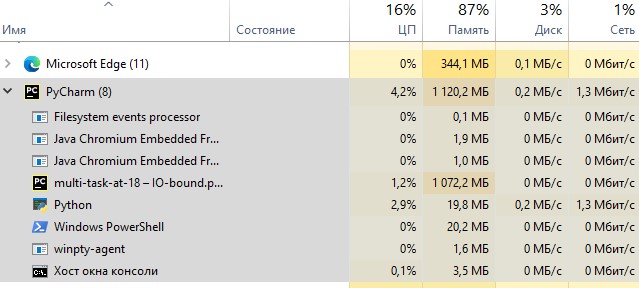 16% 87% 3% 1%
Имя Состояние ЦП Память Диск Сеть
Microsoft Edge (11) 0% 344,1 МБ 0,1 МБ/с 0 Мбит/с
PyCharm (8) 4,2% 1 120,2 МБ 0,2 МБ/с 1,3 Мбит/с
Filesystem events processor 0% 0,1 МБ 0 МБ/с 0 Мбит/с
Java Chromium Embedded Fr... 0% 1,9 МБ 0 МБ/с 0 Мбит/с
Java Chromium Embedded Fr... 0% 1,0 МБ 0 МБ/с 0 Мбит/с
multi-task-at-18 – IO-bound.p... 1,2% 1 072,2 МБ 0 МБ/с 0 Мбит/с
Python 2,9% 19,8 МБ 0,2 МБ/с 1,3 Мбит/с
Windows PowerShell 0% 20,2 МБ 0 МБ/с 0 Мбит/с
winpty-agent 0% 1,6 МБ 0 МБ/с 0 Мбит/с
Хост окна консоли 0,1% 3,5 МБ 0 МБ/с 0 Мбит/с